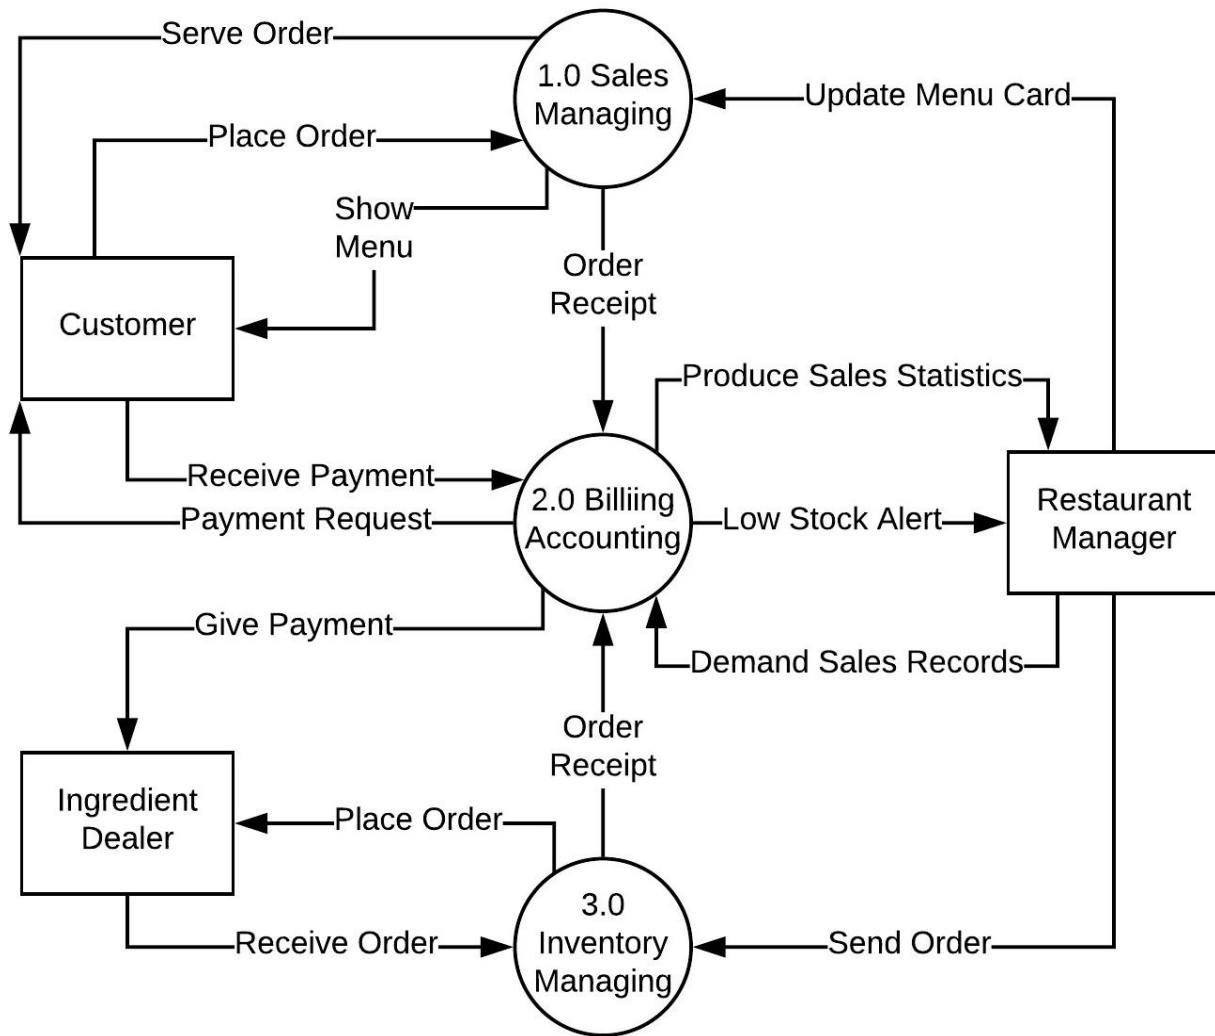 Serve Order
1.0 Sales
Managing
Update Menu Card
Place Order
Show
Menu
Order
Receipt
Customer
Produce Sales Statistics
Receive Payment
Payment Request
2.0 Billiing
Accounting
Low Stock Alert
Restaurant
Manager
Give Payment
Demand Sales Records
Order
Receipt
Ingredient
Dealer
Place Order
3.0
Inventory
Managing
Receive Order
Send Order